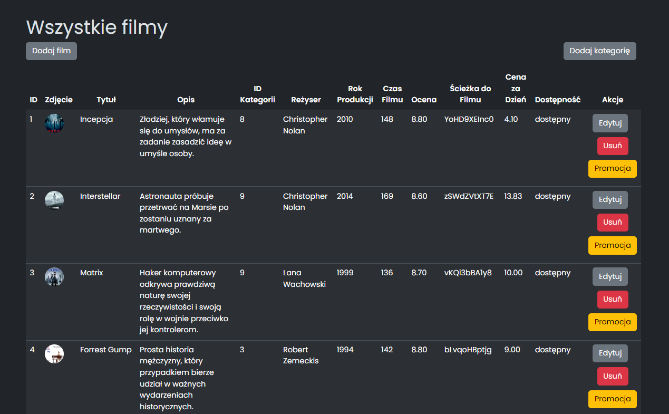 Wszystkie filmy
Dodaj film Dodaj kategorię
ID Zdjęcie Tytuł Opis ID Kategorii Reżyser Rok Produkcji Czas Filmu Ocena Ścieżka do Filmu Cena za Dzień Dostępność Akcje
1 Incepcja Złodziej, który włamuje 8 Christopher 2010 148 8.80 YoHD9XEInc0 4.10 dostępny Edytuj
się do umysłów, ma za Nolan
zadanie zasadzić ideę w Usuń
umyśle osoby.
Promocja
2 Interstellar Astronauta próbuje 9 Christopher 2014 169 8.60 zSWdZVtXT7E 13.83 dostępny Edytuj
przetrwać na Marsie po Nolan
zostaniu uznany za Usuń
martwego.
Promocja
3 Matrix Haker komputerowy 9 Lana 1999 136 8.70 vKQi3bBA1y8 10.00 dostępny Edytuj
odkrywa prawdziwą Wachowski
naturę swojej Usuń
rzeczywistości i swoją
rolę w wojnie przeciwko Promocja
jej kontrolerom.
4 Forrest Gump Prosta historia 3 Robert 1994 142 8.80 bLvqoHBptjg 9.00 dostępny Edytuj
mężczyzny, który Zemeckis
przypadkiem bierze Usuń
udział w ważnych
wydarzeniach Promocja
historycznych.